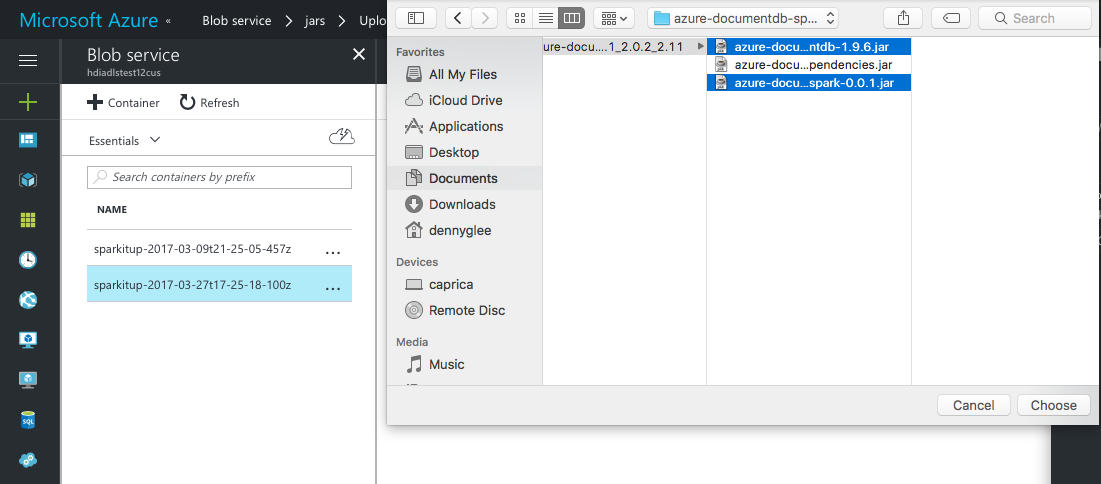 Microsoft Azure «
Blob service > jars > Uplo
Blob service
hdiadlstest12cus
Container
Refresh
Essentials
Search containers by prefix
NAME
sparkitup-2017-03-09t21-25-05-457z ...
sparkitup-2017-03-27t17-25-18-100z ...
SQL
azure-documentdb-sp...
Search
Favorites
All My Files
iCloud Drive
Applications
Desktop
Documents
Downloads
dennyglee
Devices
caprica
Remote Disc
Media
Music
ure-docu....1_2.0.2_2.11
azure-docu...ntdb-1.9.6.jar
azure-docu...pendencies.jar
azure-docu...spark-0.0.1.jar
Cancel
Choose